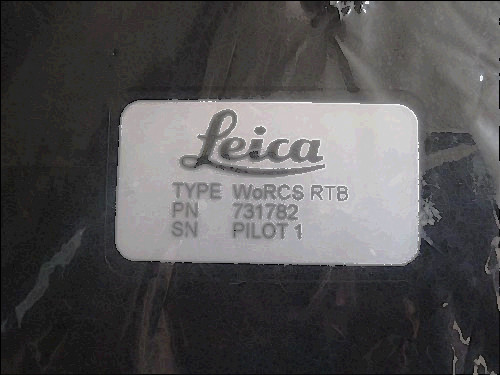 Leica
TYPE WoRCS RTB
PN 731782
SN PILOT 1